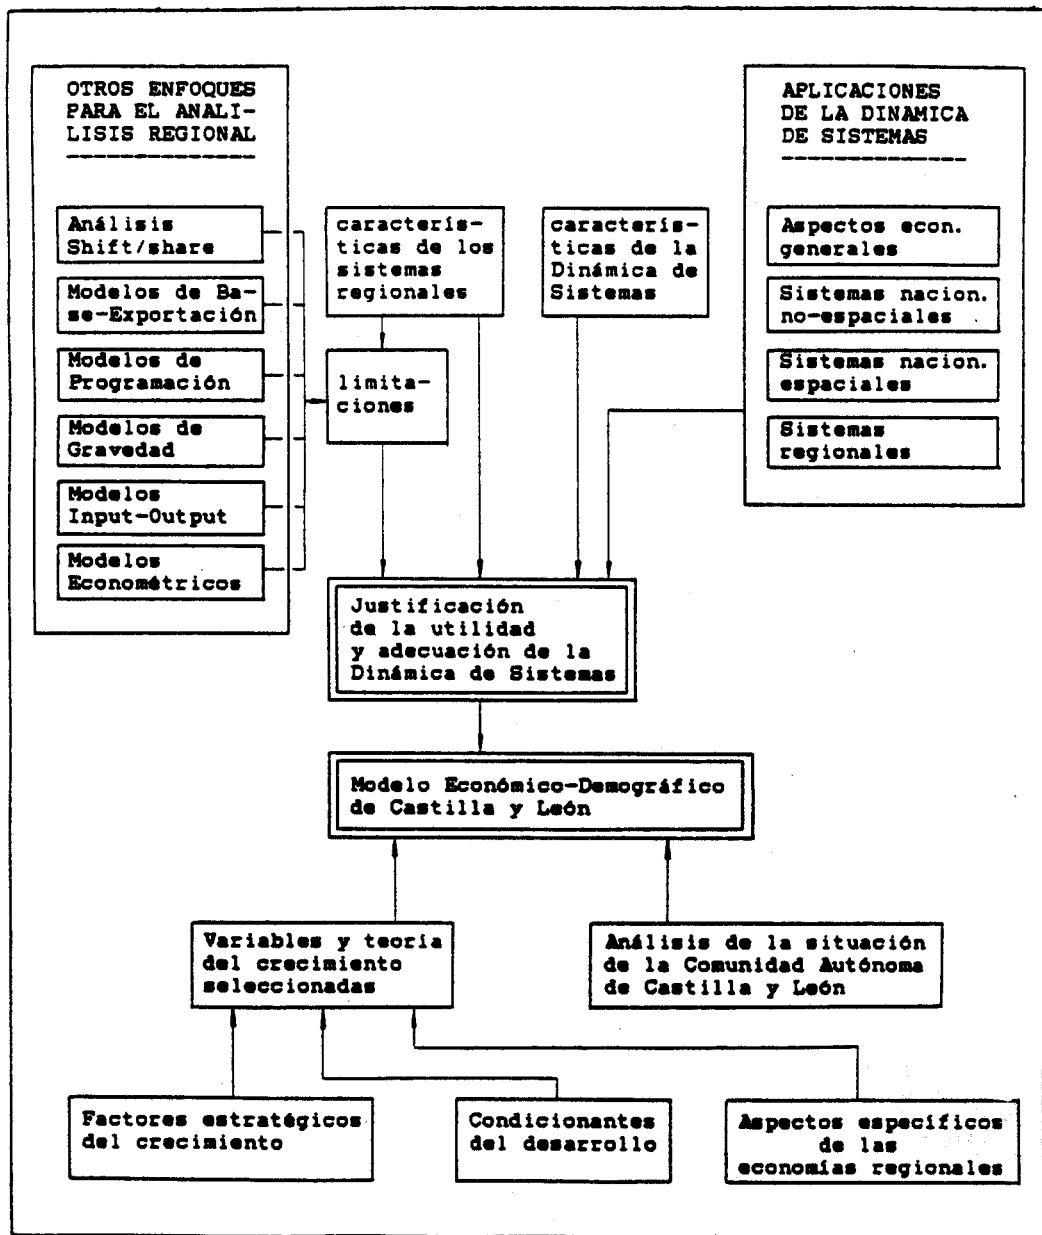 OTROS ENFOQUES
PARA EL ANALI-
LISIS REGIONAL
--------------
Análisis
Shift/share
Modelos de Ba-
se-Exportación
Modelos de
Programación
Modelos de
Gravedad
Modelos
Input-Output
Modelos
Econométricos
caracterís-
ticas de los
sistemas
regionales
limita-
ciones
caracterís-
ticas de la
Dinámica de
Sistemas
APLICACIONES
DE LA DINAMICA
DE SISTEMAS
--------------
Aspectos econ.
generales
Sistemas nacion.
no-espaciales
Sistemas nacion.
espaciales
Sistemas
regionales
Justificación
de la utilidad
y adecuación de la
Dinámica de Sistemas
Modelo Económico-Demográfico
de Castilla y León
Variables y teoría
del crecimiento
seleccionadas
Análisis de la situación
de la Comunidad Autónoma
de Castilla y León
Factores estratégicos
del crecimiento
Condicionantes
del desarrollo
Aspectos específicos
de las
economías regionales